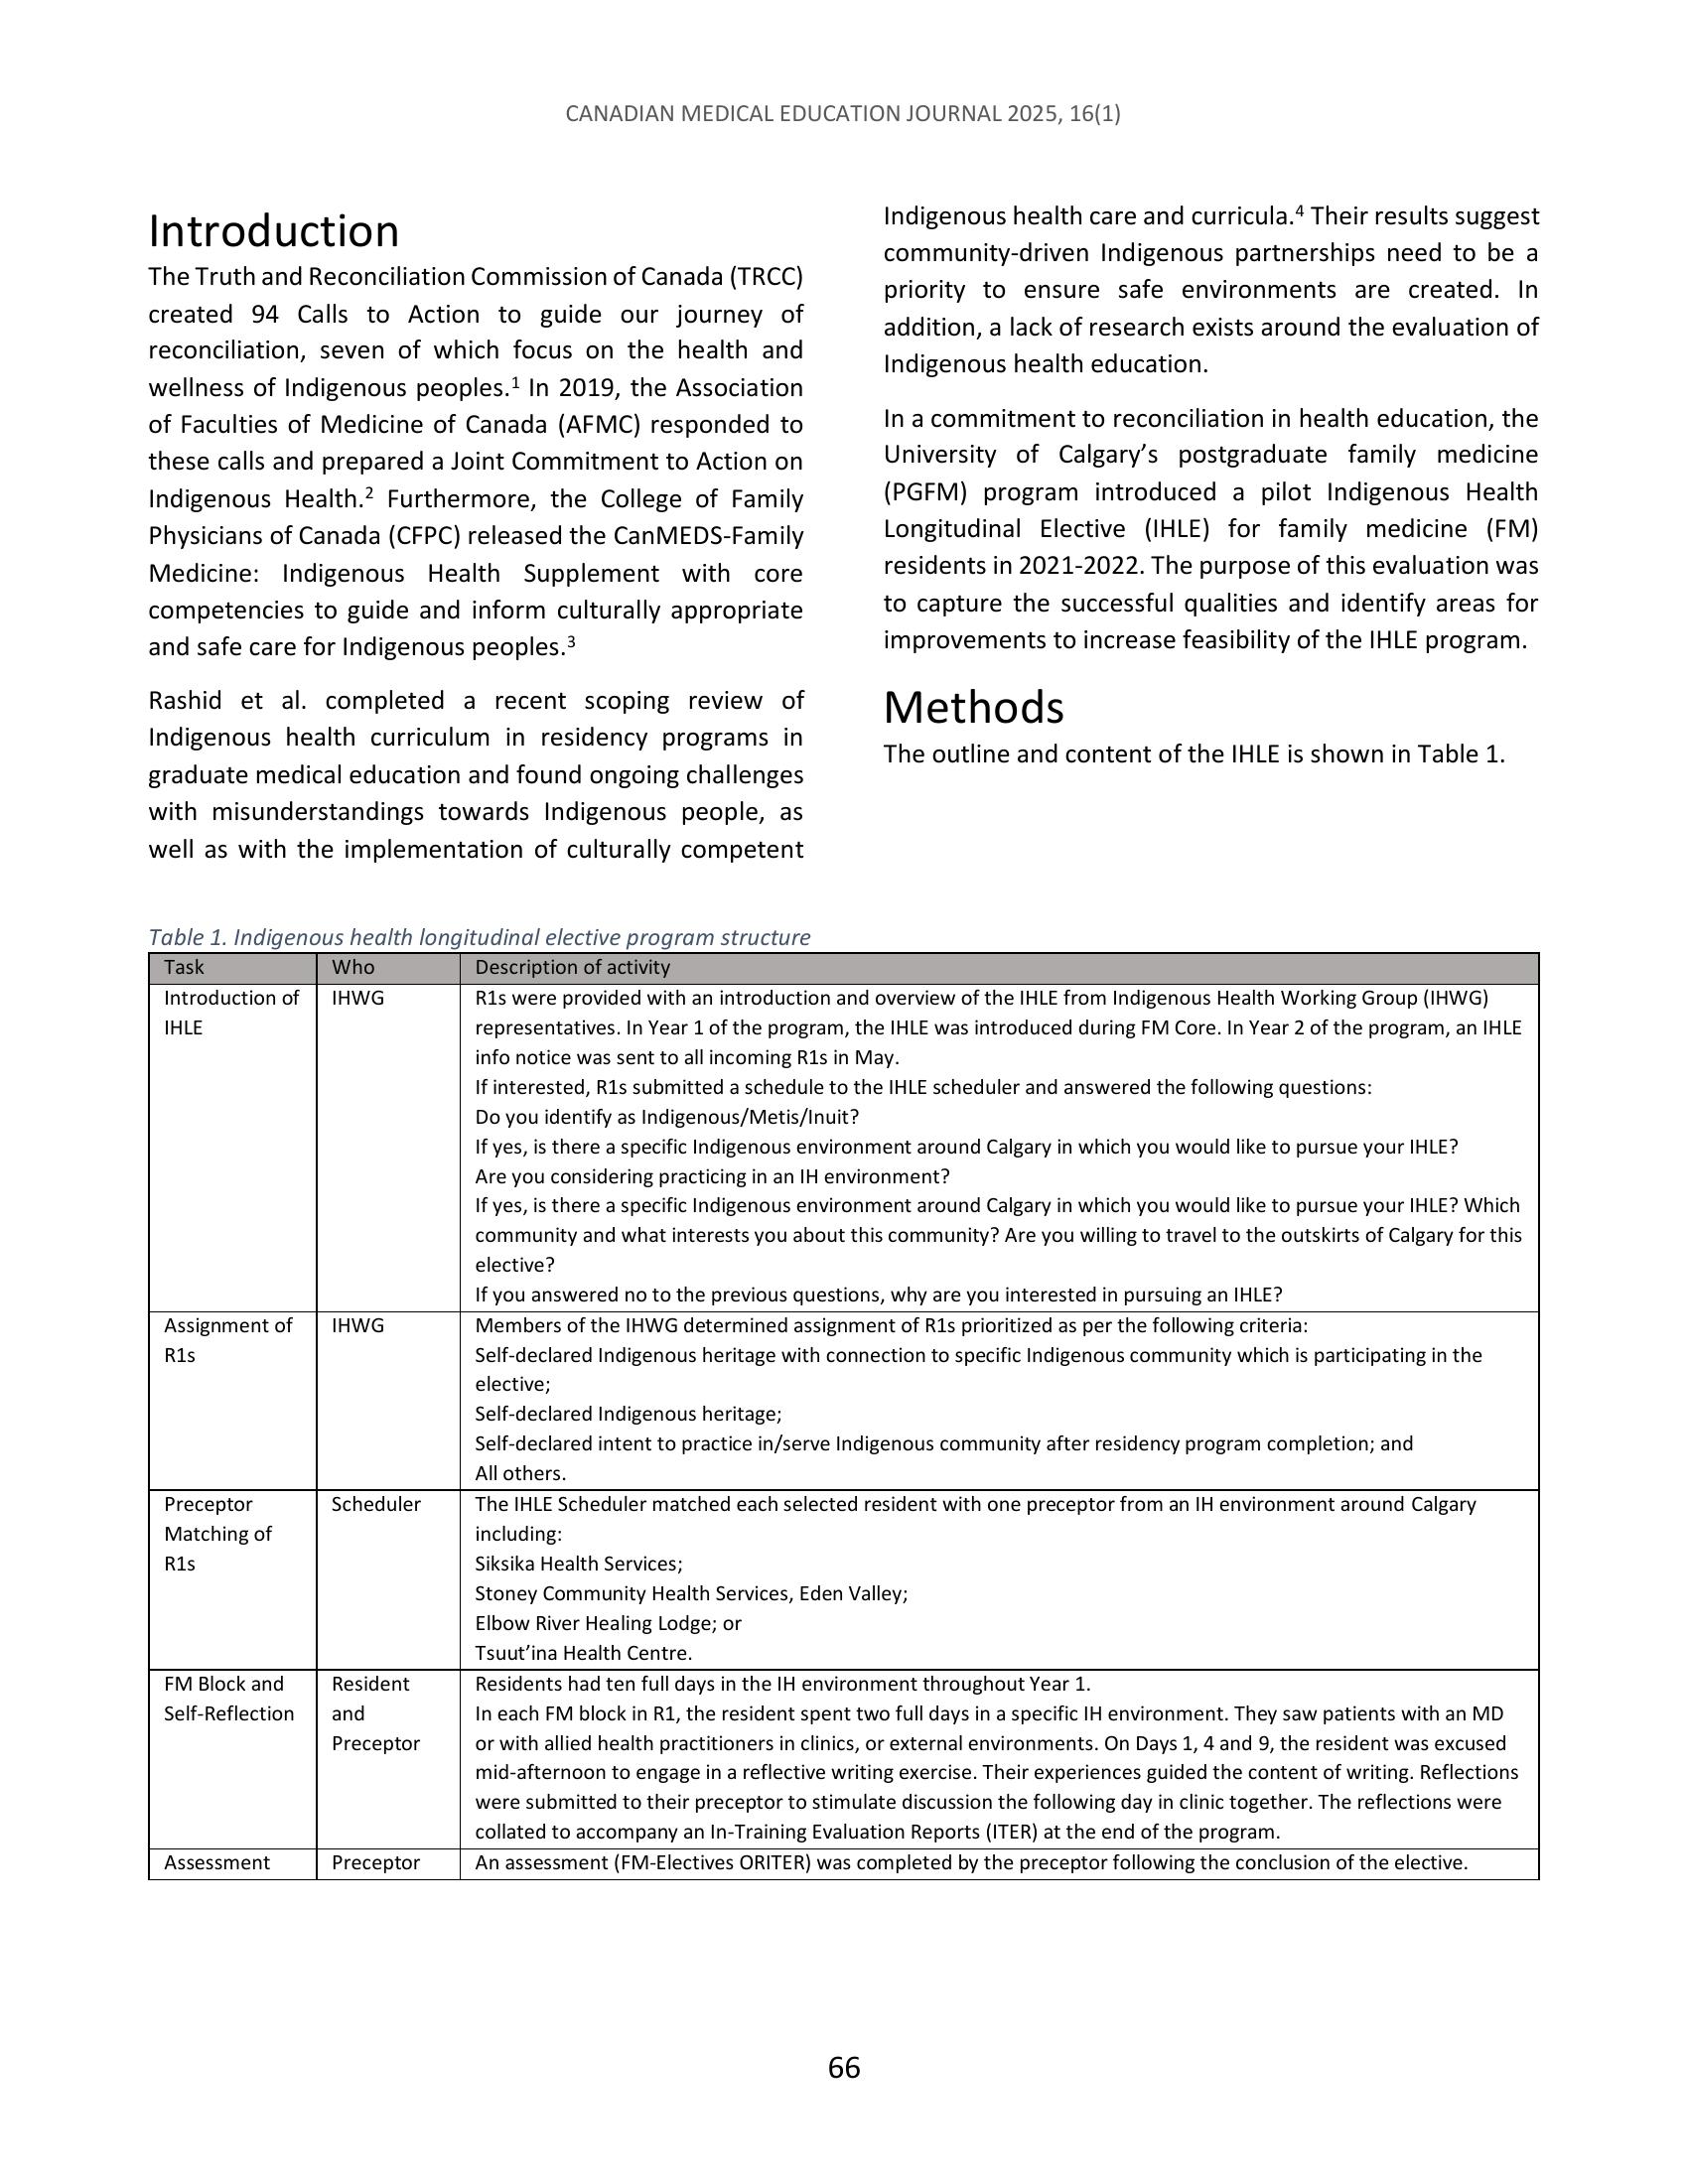 CANADIAN MEDICAL EDUCATION JOURNAL 2025, 16(1)
Introduction
The Truth and Reconciliation Commission of Canada (TRCC)
created 94 Calls to Action to guide our journey of
reconciliation, seven of which focus on the health and
wellness of Indigenous peoples.1 In 2019, the Association
of Faculties of Medicine of Canada (AFMC) responded to
these calls and prepared a Joint Commitment to Action on
Indigenous Health.2 Furthermore, the College of Family
Physicians of Canada (CFPC) released the CanMEDS-Family
Medicine: Indigenous Health Supplement with core
competencies to guide and inform culturally appropriate
and safe care for Indigenous peoples.3
Rashid et al. completed a recent scoping review of
Indigenous health curriculum in residency programs in
graduate medical education and found ongoing challenges
with misunderstandings towards Indigenous people, as
well as with the implementation of culturally competent
Indigenous health care and curricula.4 Their results suggest
community-driven Indigenous partnerships need to be a
priority to ensure safe environments are created. In
addition, a lack of research exists around the evaluation of
Indigenous health education.
In a commitment to reconciliation in health education, the
University of Calgary’s postgraduate family medicine
(PGFM) program introduced a pilot Indigenous Health
Longitudinal Elective (IHLE) for family medicine (FM)
residents in 2021-2022. The purpose of this evaluation was
to capture the successful qualities and identify areas for
improvements to increase feasibility of the IHLE program.
Methods
The outline and content of the IHLE is shown in Table 1.
Table 1. Indigenous health longitudinal elective program structure
Task Who Description of activity
Introduction of
IHLE
IHWG
R1s were provided with an introduction and overview of the IHLE from Indigenous Health Working Group (IHWG)
representatives. In Year 1 of the program, the IHLE was introduced during FM Core. In Year 2 of the program, an IHLE
info notice was sent to all incoming R1s in May.
If interested, R1s submitted a schedule to the IHLE scheduler and answered the following questions:
Do you identify as Indigenous/Metis/Inuit?
If yes, is there a specific Indigenous environment around Calgary in which you would like to pursue your IHLE?
Are you considering practicing in an IH environment?
If yes, is there a specific Indigenous environment around Calgary in which you would like to pursue your IHLE? Which
community and what interests you about this community? Are you willing to travel to the outskirts of Calgary for this
elective?
If you answered no to the previous questions, why are you interested in pursuing an IHLE?
Assignment of
R1s
IHWG
Members of the IHWG determined assignment of R1s prioritized as per the following criteria:
Self-declared Indigenous heritage with connection to specific Indigenous community which is participating in the
elective;
Self-declared Indigenous heritage;
Self-declared intent to practice in/serve Indigenous community after residency program completion; and
All others.
Preceptor
Matching of
R1s
Scheduler
The IHLE Scheduler matched each selected resident with one preceptor from an IH environment around Calgary
including:
Siksika Health Services;
Stoney Community Health Services, Eden Valley;
Elbow River Healing Lodge; or
Tsuut’ina Health Centre.
FM Block and
Self-Reflection
Resident
and
Preceptor
Residents had ten full days in the IH environment throughout Year 1.
In each FM block in R1, the resident spent two full days in a specific IH environment. They saw patients with an MD
or with allied health practitioners in clinics, or external environments. On Days 1, 4 and 9, the resident was excused
mid-afternoon to engage in a reflective writing exercise. Their experiences guided the content of writing. Reflections
were submitted to their preceptor to stimulate discussion the following day in clinic together. The reflections were
collated to accompany an In-Training Evaluation Reports (ITER) at the end of the program.
Assessment Preceptor An assessment (FM-Electives ORITER) was completed by the preceptor following the conclusion of the elective.
66